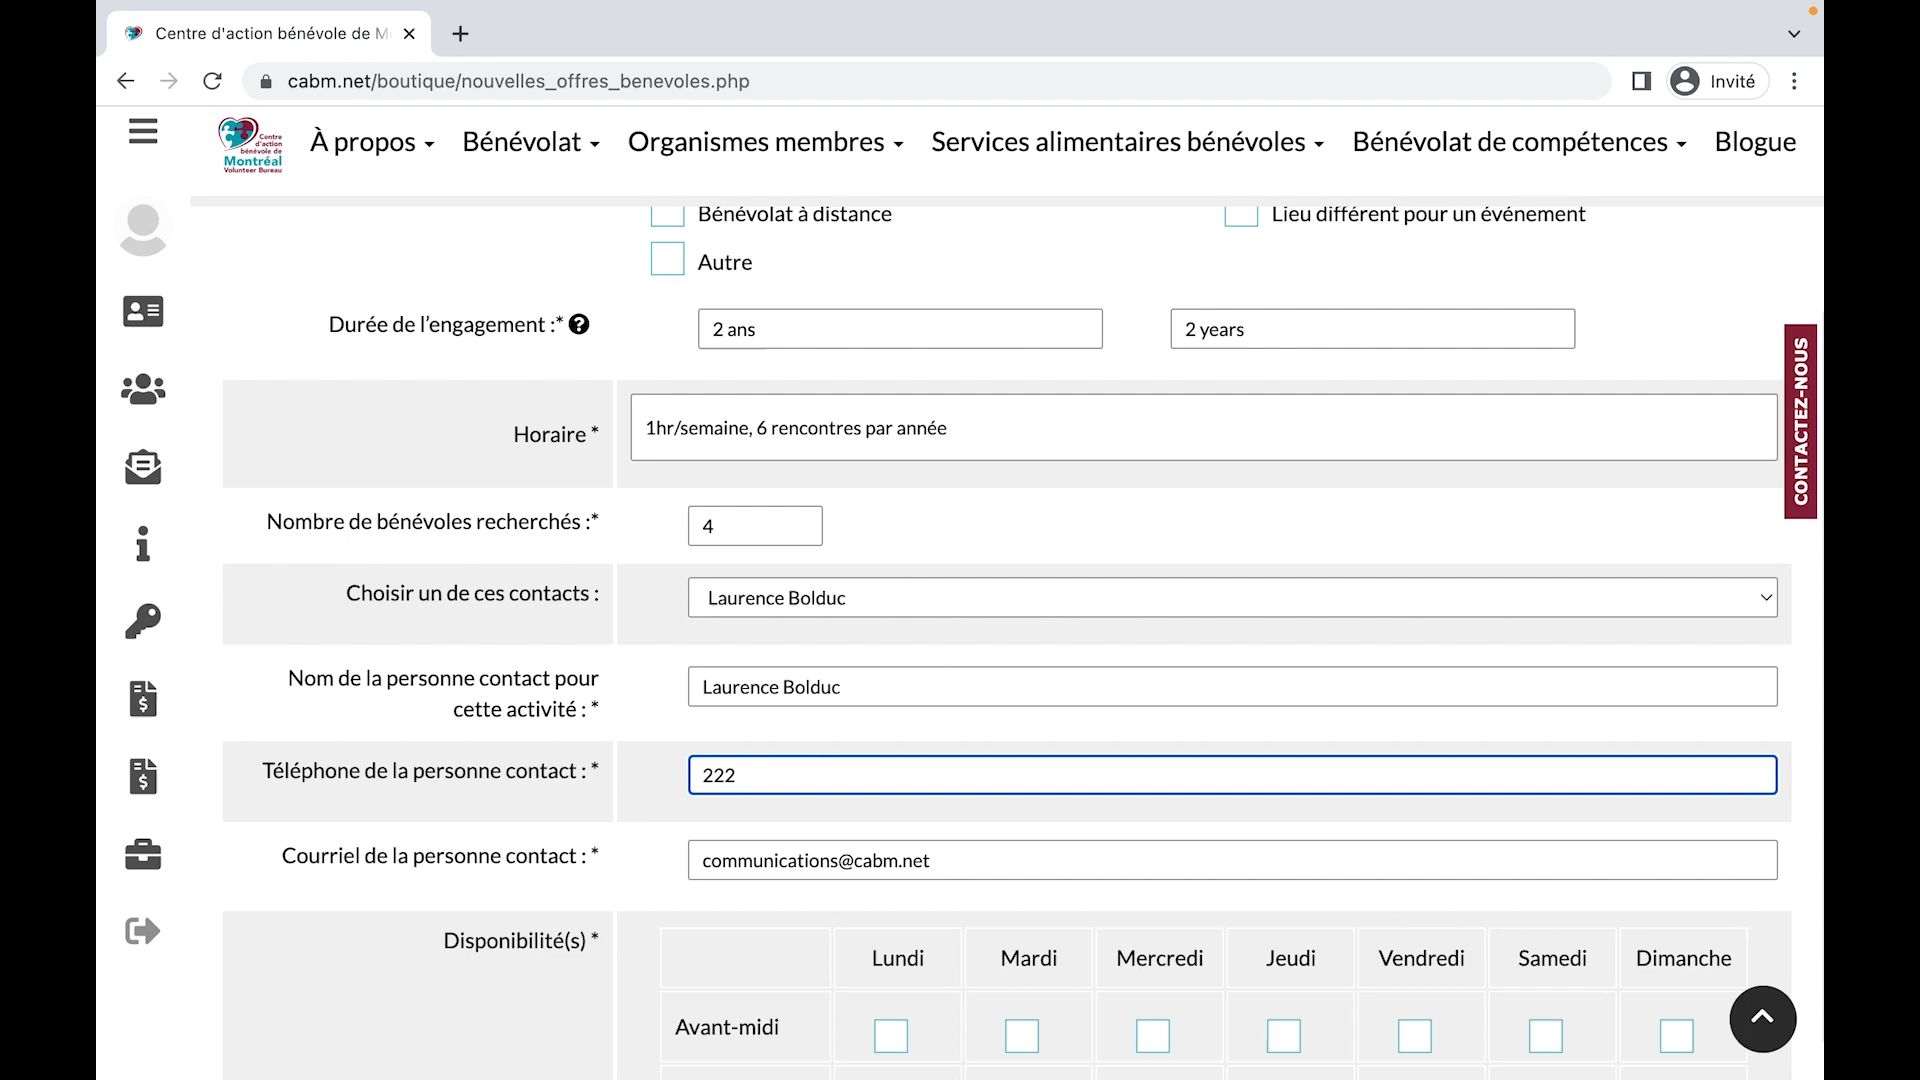 Centre d'action bénévole de M
cabm.net/boutique/nouvelles_offres_benevoles.php
Invité
Centre
d'action
bénévole de
Montréal
Volunteer Bureau
À propos
Bénévolat
Organismes membres
Services alimentaires bénévoles
Bénévolat de compétences
Blogue
Bénévolat à distance
Lieu différent pour un événement
Autre
Durée de l'engagement :*
2 ans
2 years
Horaire *
1hr/semaine, 6 rencontres par année
Nombre de bénévoles recherchés :*
4
Choisir un de ces contacts :
Laurence Bolduc
Nom de la personne contact pour
cette activité : *
Laurence Bolduc
Téléphone de la personne contact : *
222
Courriel de la personne contact : *
communications@cabm.net
Disponibilité(s) *
Lundi Mardi Mercredi Jeudi Vendredi Samedi Dimanche
Avant-midi
CONTACTEZ-NOUS